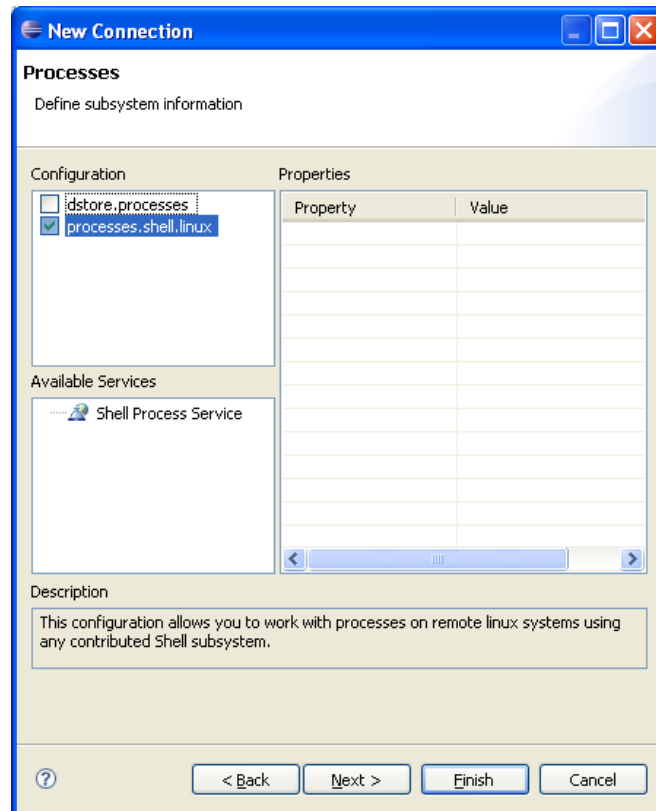 New Connection
Processes
Define subsystem information
Configuration
dstore.processes
processes.shell.linux
Available Services
Shell Process Service
Properties
Property Value
Description
This configuration allows you to work with processes on remote linux systems using
any contributed Shell subsystem.
?
< Back Next > Finish Cancel